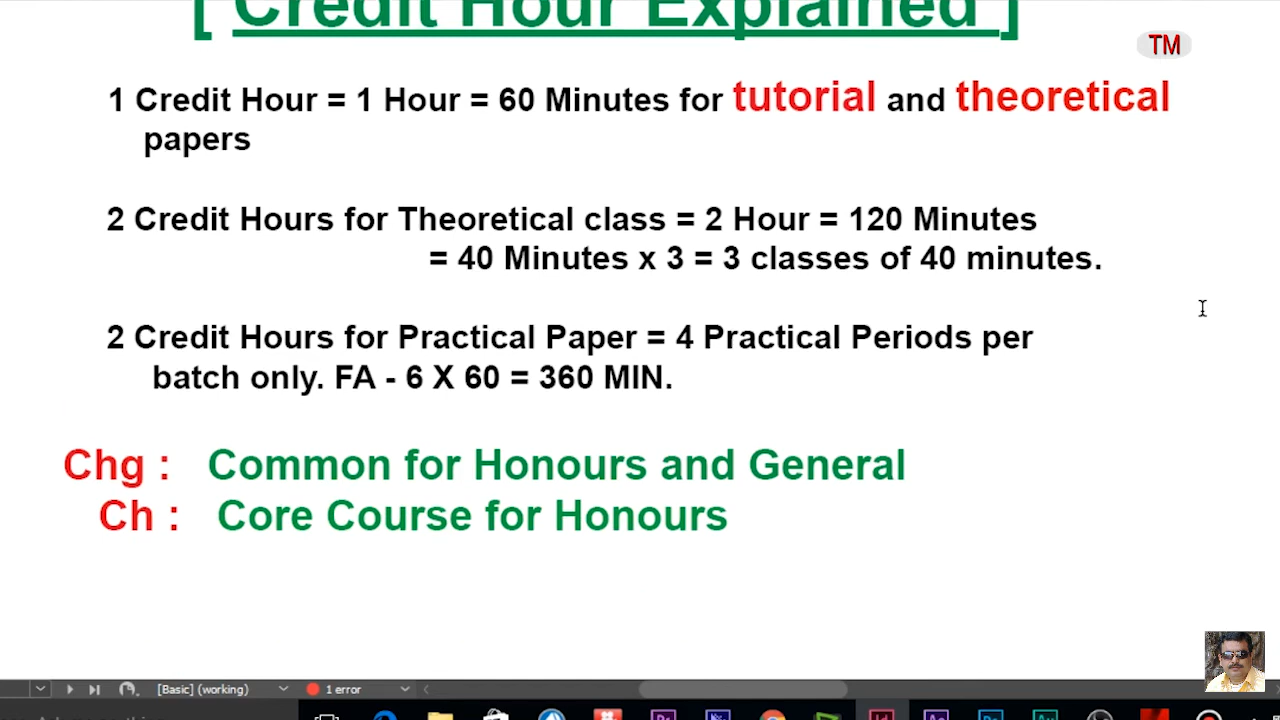 [ Credit Hour Explained ]
TM
1 Credit Hour = 1 Hour = 60 Minutes for tutorial and theoretical
papers
2 Credit Hours for Theoretical class = 2 Hour = 120 Minutes
= 40 Minutes x 3 = 3 classes of 40 minutes.
2 Credit Hours for Practical Paper = 4 Practical Periods per
batch only. FA - 6 X 60 = 360 MIN.
Chg : Common for Honours and General
Ch : Core Course for Honours
[Basic] (working) 1 error